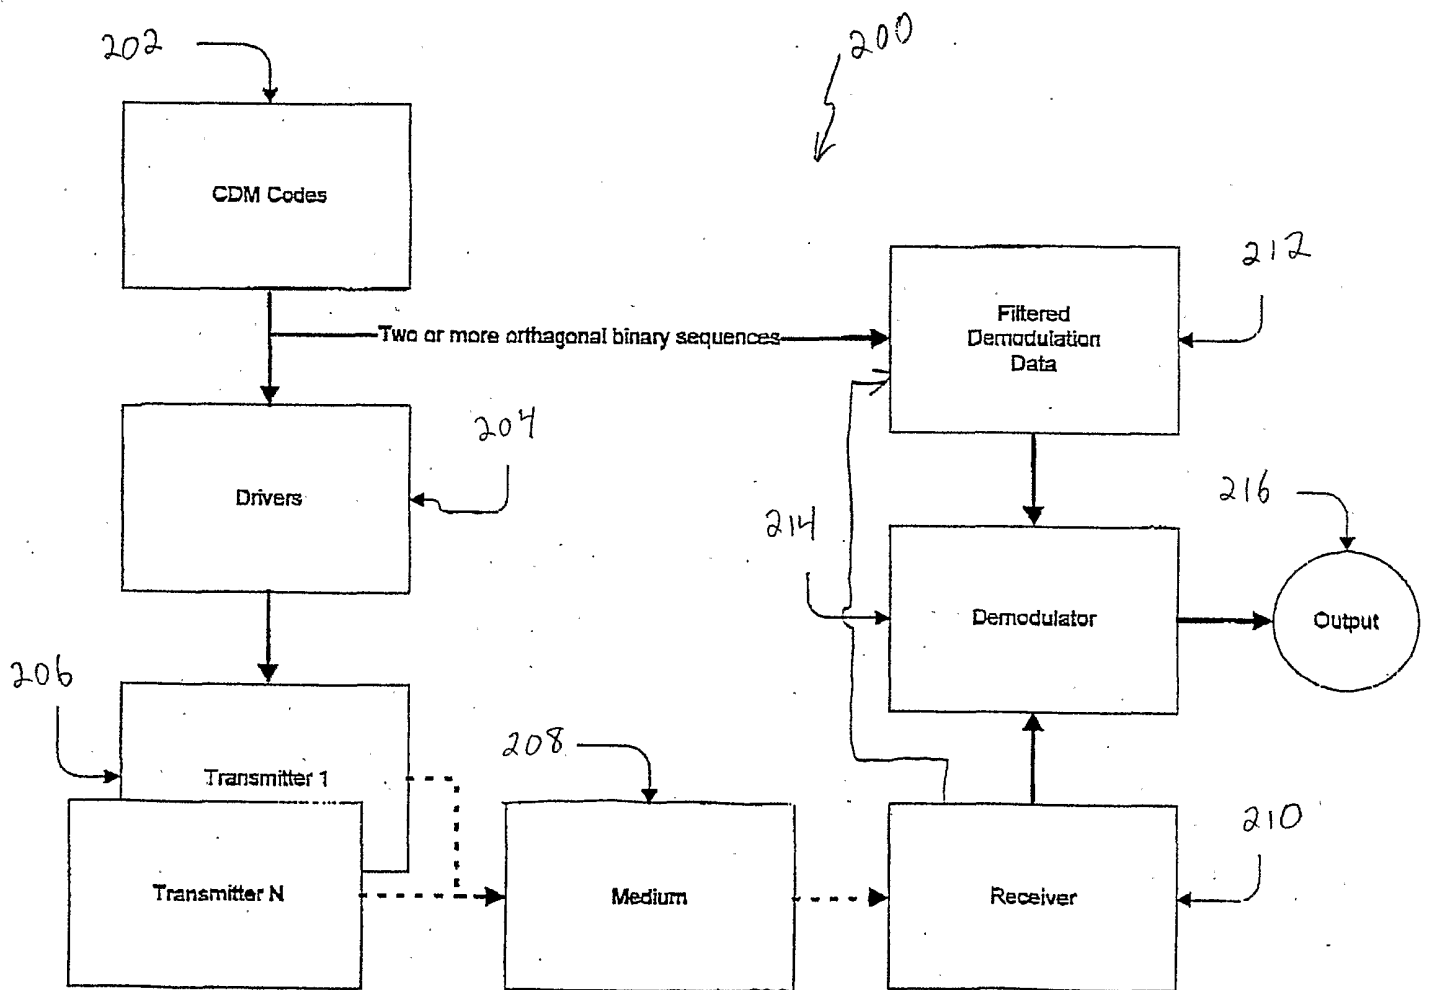 202
200
CDM Codes
212
Filtered
Demodulation
Data
Two or more orthagonal binary sequences
204
Drivers
216
214
Demodulator
Output
206
208
Transmitter 1
210
Transmitter N
Medium
Receiver